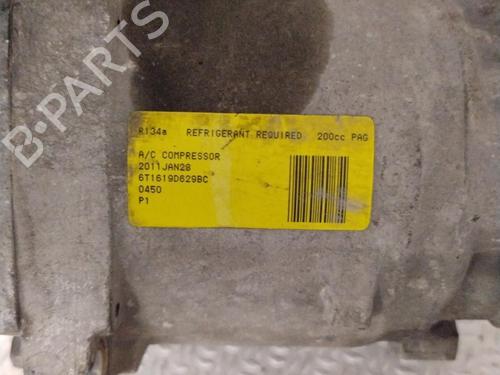 B-PARTS
R134a REFRIGERANT REQUIRED 200cc PAG
A/C COMPRESSOR
2011JAN28
6T1619D629BC
0450
P1